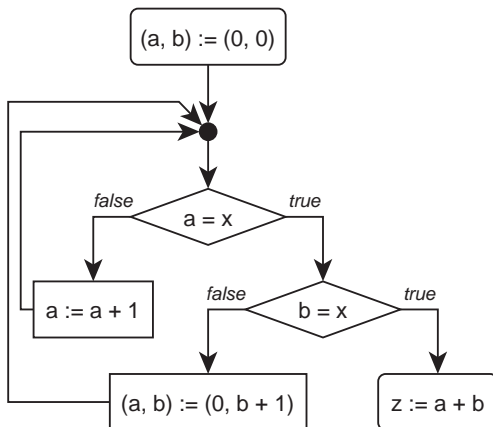 (a, b) := (0, 0)
false
true
a = x
a := a + 1
false
true
b = x
(a, b) := (0, b + 1)
z := a + b